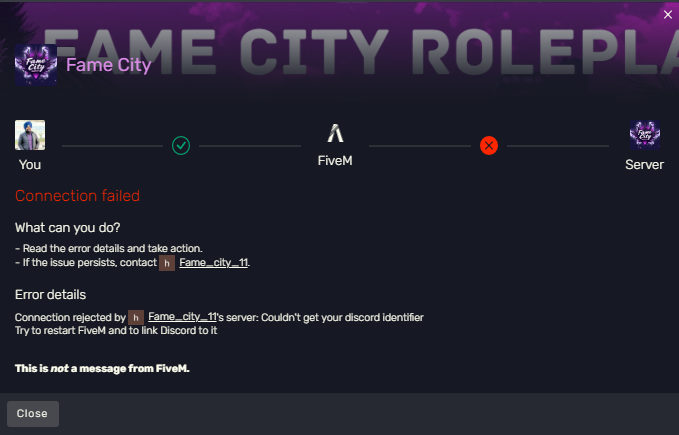 FAME CITY ROLEPLA
Fame City
Fame City
You
FiveM
Server
Connection failed
What can you do?
- Read the error details and take action.
- If the issue persists, contact h Fame_city_11.
Error details
Connection rejected by h Fame_city_11's server: Couldn't get your discord identifier
Try to restart FiveM and to link Discord to it
This is not a message from FiveM.
Close